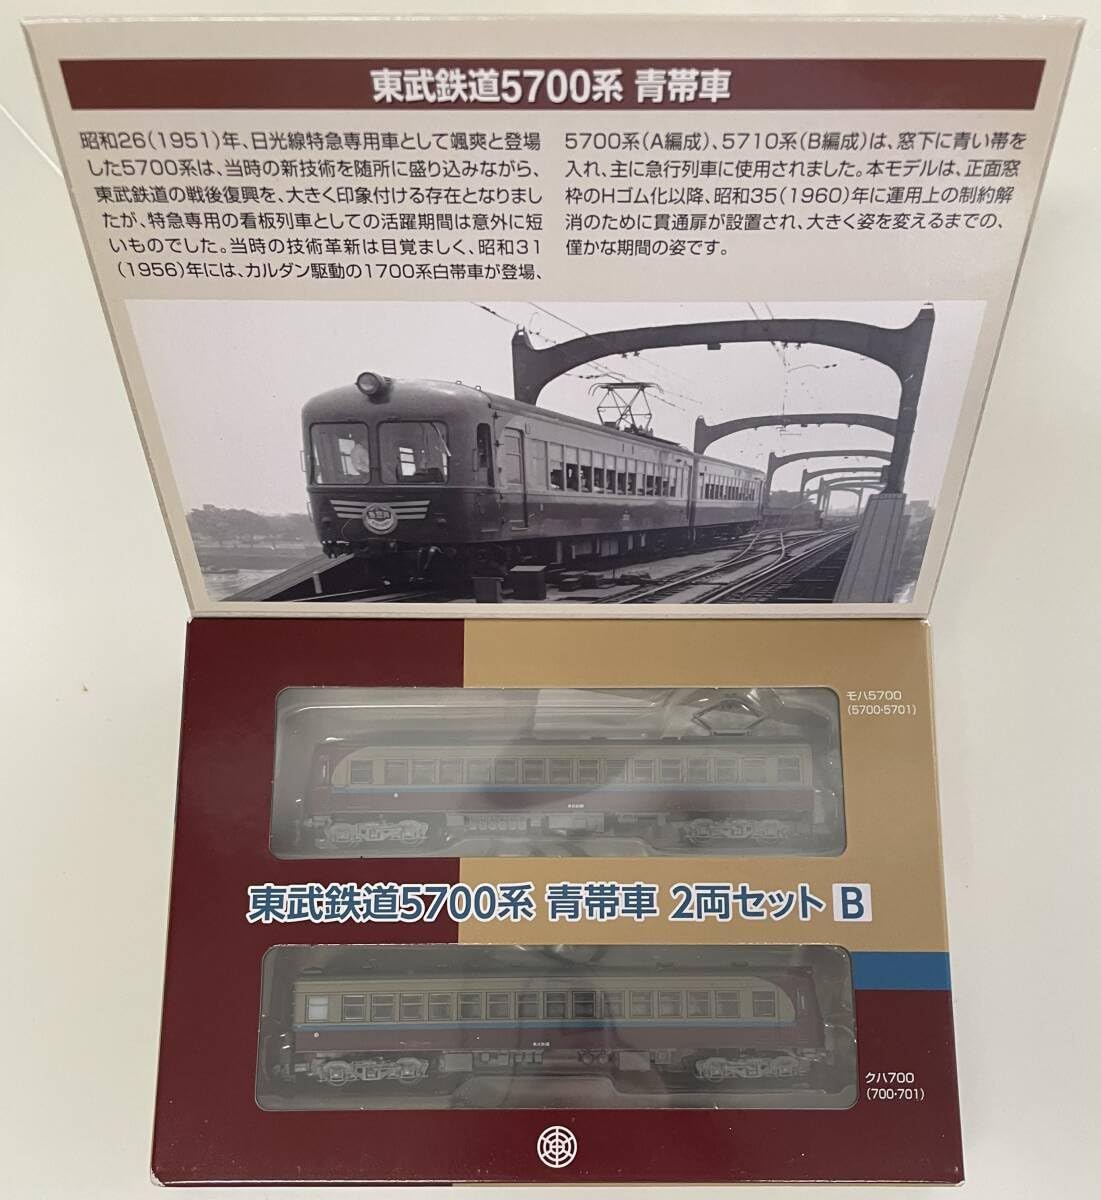 東武鉄道5700系 青帯車
昭和26(1951)年、日光線特急専用車として颯爽と登場
した5700系は、当時の新技術を随所に盛り込みながら、
東武鉄道の戦後復興を、大きく印象付ける存在となりまし
たが、特急専用の看板列車としての活躍期間は意外に短
いものでした。当時の技術革新は目覚ましく、昭和31
(1956)年には、カルダン駆動の1700系白帯車が登場、
5700系(A編成)、5710系(B編成)は、窓下に青い帯を
入れ、主に急行列車に使用されました。本モデルは、正面窓
枠のHゴム化以降、昭和35(1960)年に運用上の制約解
消のために貫通扉が設置され、大きく姿を変えるまでの、
僅かな期間の姿です。
モハ5700
(5700·5701)
東武鉄道5700系 青帯車 2両セット B
クハ700
(700·701)